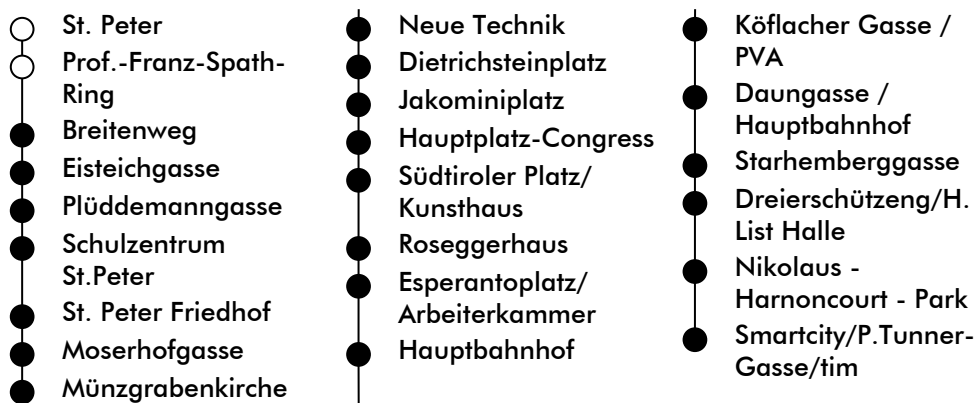 St. Peter
Prof.-Franz-Spath-
Ring
Breitenweg
Eisteichgasse
Plüddemanngasse
Schulzentrum
St.Peter
St. Peter Friedhof
Moserhofgasse
Münzgrabenkirche
Neue Technik
Dietrichsteinplatz
Jakominiplatz
Hauptplatz-Congress
Südtiroler Platz/
Kunsthaus
Roseggerhaus
Esperantoplatz/
Arbeiterkammer
Hauptbahnhof
Köflacher Gasse /
PVA
Daungasse /
Hauptbahnhof
Starhemberggasse
Dreierschützeng/H.
List Halle
Nikolaus -
Harnoncourt - Park
Smartcity/P.Tunner-
Gasse/tim